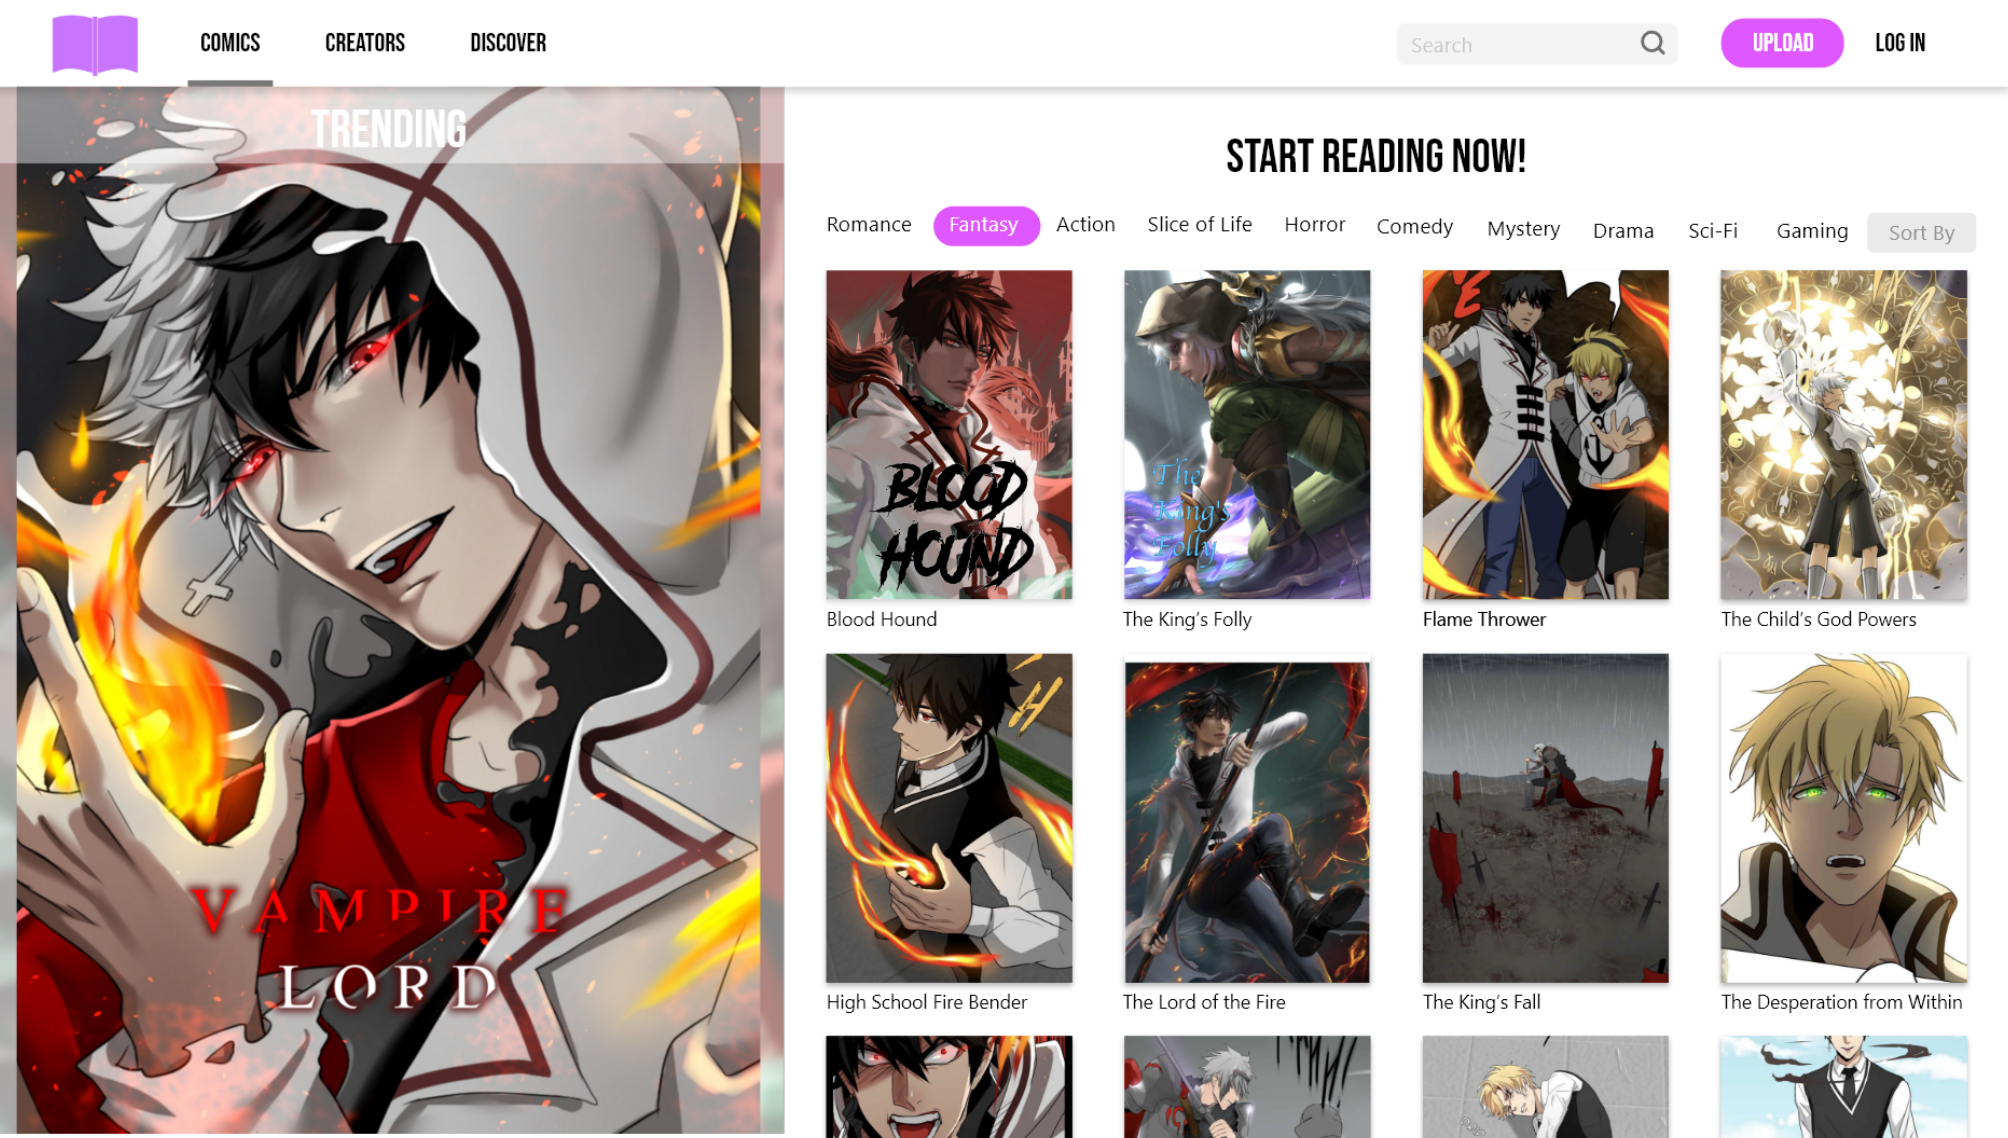 COMICS CREATORS DISCOVER Search UPLOAD LOG IN
TRENDING
VAMPIRE
LORD
START READING NOW!
Romance Fantasy Action Slice of Life Horror Comedy Mystery Drama Sci-Fi Gaming Sort By
BLOOD
HOUND
The
King's
Folly
Blood Hound The King's Folly Flame Thrower The Child's God Powers
High School Fire Bender The Lord of the Fire The King's Fall The Desperation from Within